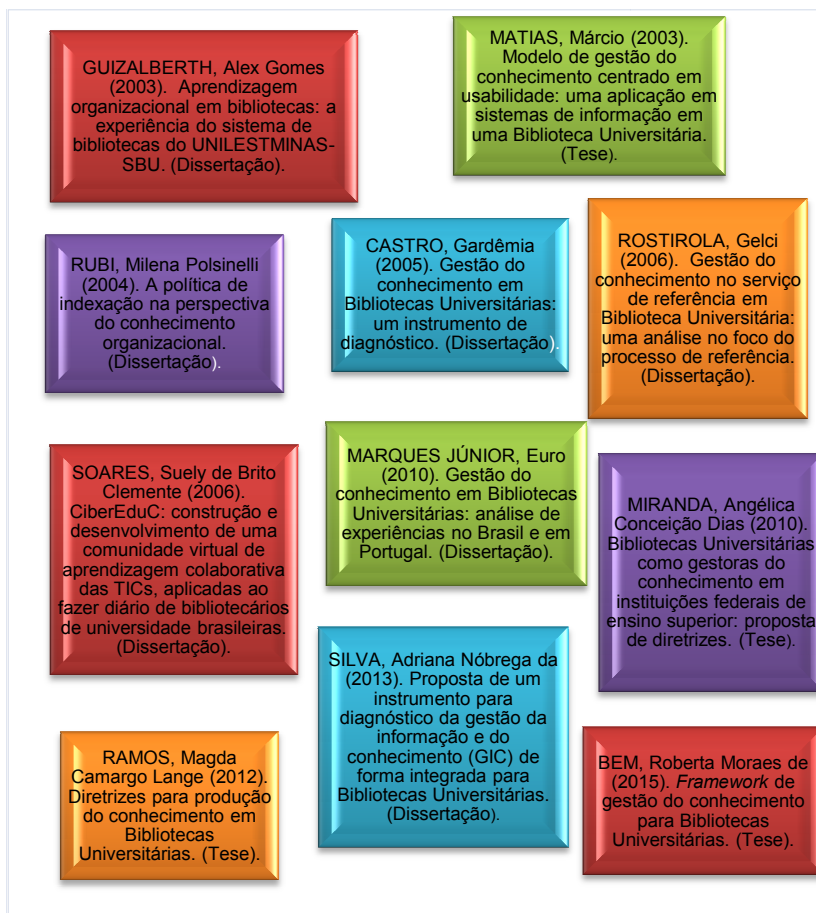 GUIZALBERTH, Alex Gomes
(2003). Aprendizagem
organizacional em bibliotecas: a
experiência do sistema de
bibliotecas do UNILESTMINAS-
SBU. (Dissertação).
MATIAS, Márcio (2003).
Modelo de gestão do
conhecimento centrado em
usabilidade: uma aplicação em
sistemas de informação em
uma Biblioteca Universitária.
(Tese).
RUBI, Milena Polsinelli
(2004). A política de
indexação na perspectiva
do conhecimento
organizacional.
(Dissertação).
CASTRO, Gardêmia
(2005). Gestão do
conhecimento em
Bibliotecas Universitárias:
um instrumento de
diagnóstico. (Dissertação).
ROSTIROLA, Gelci
(2006). Gestão do
conhecimento no serviço
de referência em
Biblioteca Universitária:
uma análise no foco do
processo de referência.
(Dissertação).
SOARES, Suely de Brito
Clemente (2006).
CiberEduC: construção e
desenvolvimento de uma
comunidade virtual de
aprendizagem colaborativa
das TICs, aplicadas ao
fazer diário de bibliotecários
de universidade brasileiras.
(Dissertação).
MARQUES JÚNIOR, Euro
(2010). Gestão do
conhecimento em Bibliotecas
Universitárias: análise de
experiências no Brasil e em
Portugal. (Dissertação).
MIRANDA, Angélica
Conceição Dias (2010).
Bibliotecas Universitárias
como gestoras do
conhecimento em
instituições federais de
ensino superior: proposta
de diretrizes. (Tese).
RAMOS, Magda
Camargo Lange (2012).
Diretrizes para produção
do conhecimento em
Bibliotecas
Universitárias. (Tese).
SILVA, Adriana Nóbrega da
(2013). Proposta de um
instrumento para
diagnóstico da gestão da
informação e do
conhecimento (GIC) de
forma integrada para
Bibliotecas Universitárias.
(Dissertação).
BEM, Roberta Moraes de
(2015). Framework de
gestão do conhecimento
para Bibliotecas
Universitárias. (Tese).